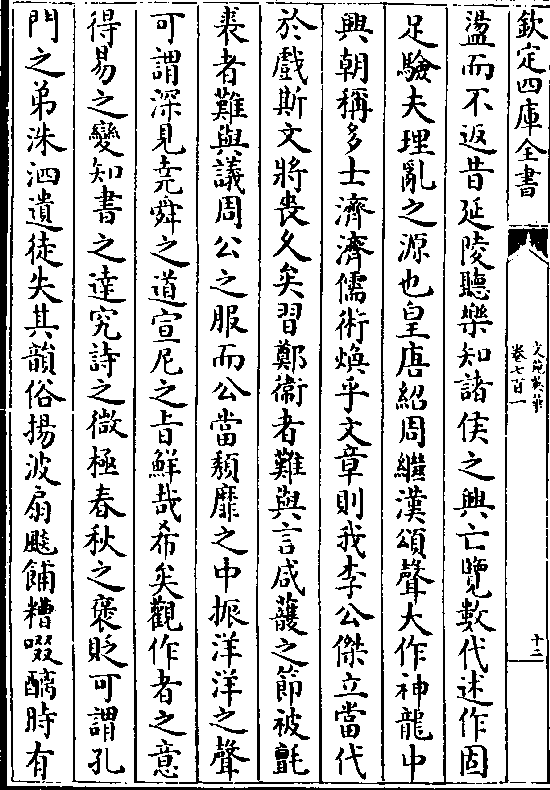 欽定四庫全書
文苑英華
卷七百一
十二
盪而不返昔延陵聽樂知諸侯之興亡覽數代述作固
足驗夫理亂之源也皇唐紹周繼漢頌聲大作神龍中
興朝稱多士濟濟儒術煥乎文章則我李公傑立當代
於戲斯文將喪久矣習鄭衛者難與言咸頀之節被氈
裘者難與議周公之服而公當頽靡之中振洋洋之聲
可謂深見堯舜之道宣尼之旨鮮哉希矣觀作者之意
得易之變知書之達究詩之微極春秋之褒貶可謂孔
門之弟洙泗遺徒失其韻俗揚波扇飈餔糟啜醨時有